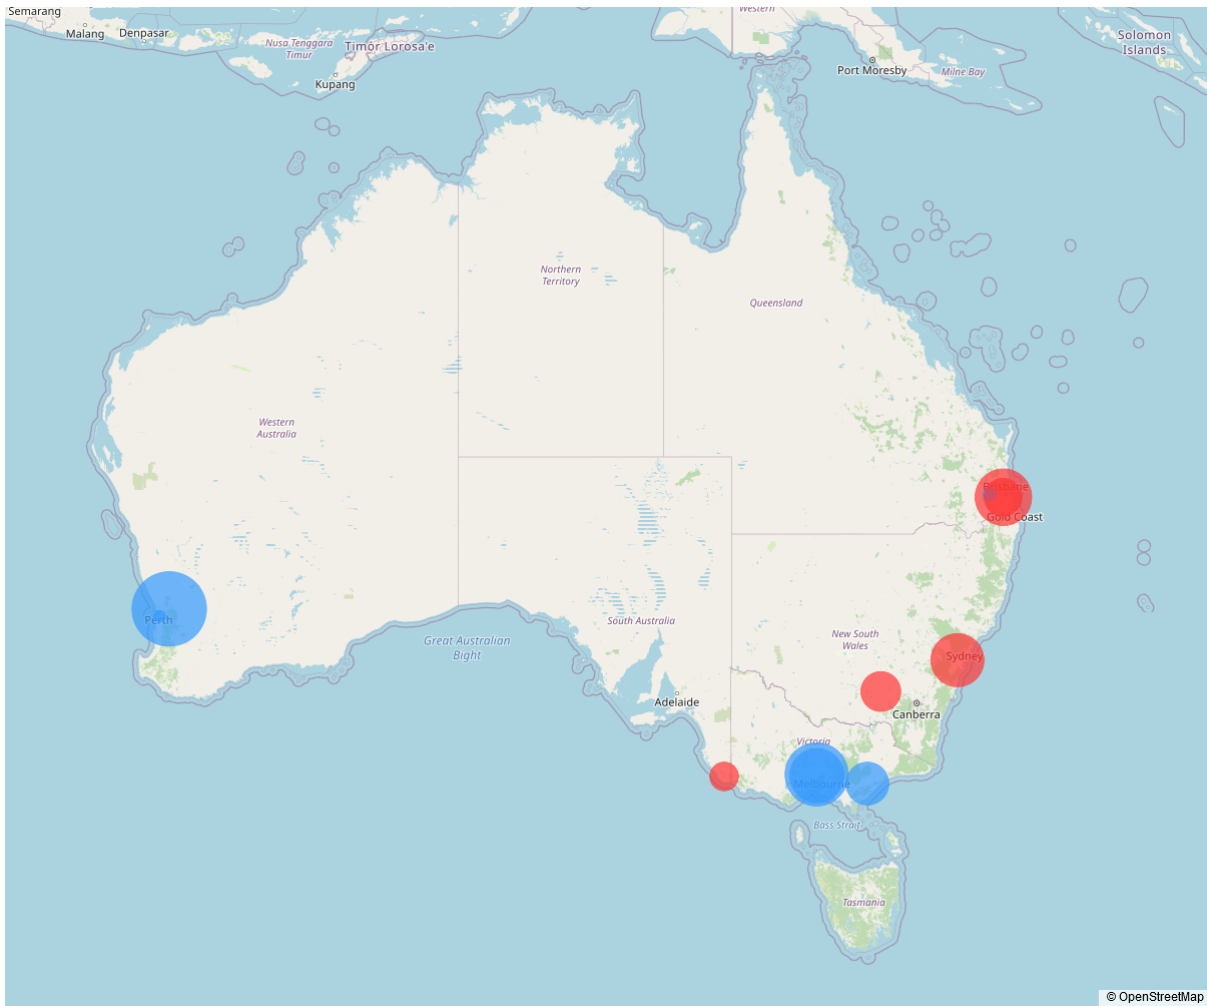 Semarang
Malang
Denpasar
Nusa Tenggara
Timur
Timor Lorosa'e
Kupang
Western
Port Moresby
Milne Bay
Solomon
Islands
Northern
Territory
Queensland
Western
Australia
Brisbane
Gold Coast
Perth
Great Australian
Bight
South Australia
New South
Wales
Sydney
Adelaide
Canberra
Victoria
Melbourne
Bass Strait
Tasmania
© OpenStreetMap